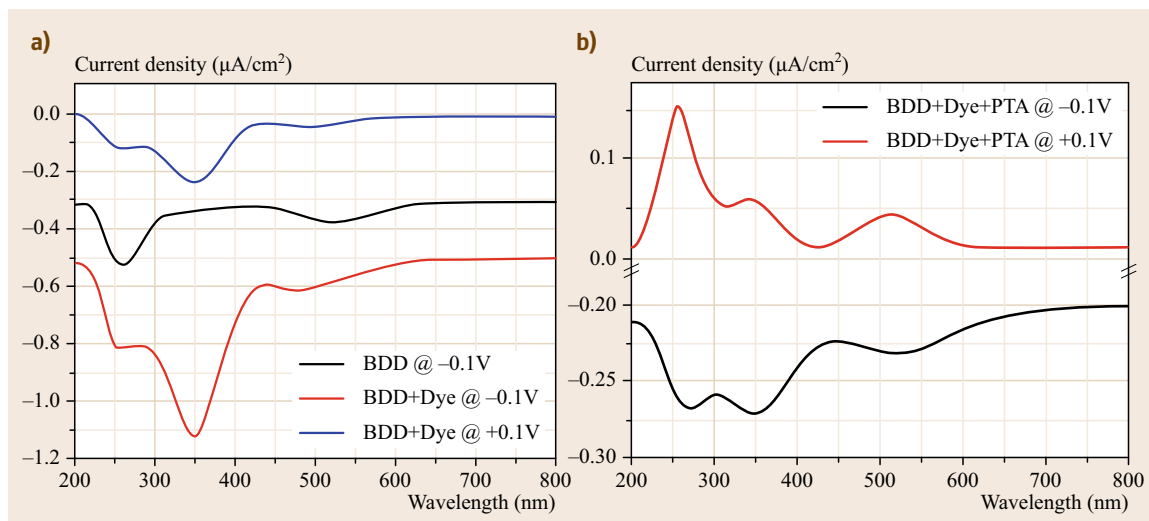 a)
Current density (μA/cm²)
0.0
–0.2
–0.4
–0.6
–0.8
–1.0
–1.2
BDD @ –0.1V
BDD+Dye @ –0.1V
BDD+Dye @ +0.1V
200 300 400 500 600 700 800
Wavelength (nm)
b)
Current density (μA/cm²)
BDD+Dye+PTA @ –0.1V
BDD+Dye+PTA @ +0.1V
0.1
0.0
–0.20
–0.25
–0.30
200 300 400 500 600 700 800
Wavelength (nm)